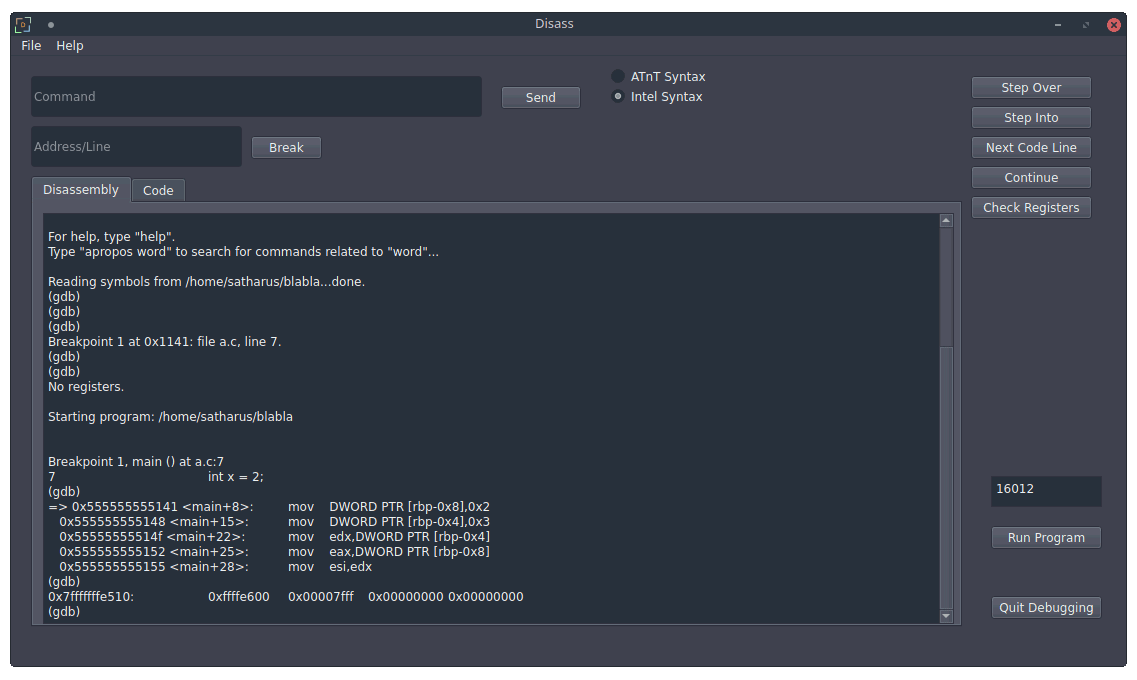 Disass
File Help
Command
Send
ATnT Syntax
Intel Syntax
Address/Line
Break
Step Over
Step Into
Next Code Line
Continue
Check Registers
Disassembly Code
For help, type "help".
Type "apropos word" to search for commands related to "word"...
Reading symbols from /home/satharus/blabla...done.
(gdb)
(gdb)
(gdb)
Breakpoint 1 at 0x1141: file a.c, line 7.
(gdb)
(gdb)
No registers.
Starting program: /home/satharus/blabla
Breakpoint 1, main () at a.c:7
7 int x = 2;
(gdb)
=> 0x555555555141 <main+8>: mov DWORD PTR [rbp-0x8],0x2
0x555555555148 <main+15>: mov DWORD PTR [rbp-0x4],0x3
0x55555555514f <main+22>: mov edx,DWORD PTR [rbp-0x4]
0x555555555152 <main+25>: mov eax,DWORD PTR [rbp-0x8]
0x555555555155 <main+28>: mov esi,edx
(gdb)
0x7fffffffe510: 0xffffe600 0x00007fff 0x00000000 0x00000000
(gdb)
16012
Run Program
Quit Debugging